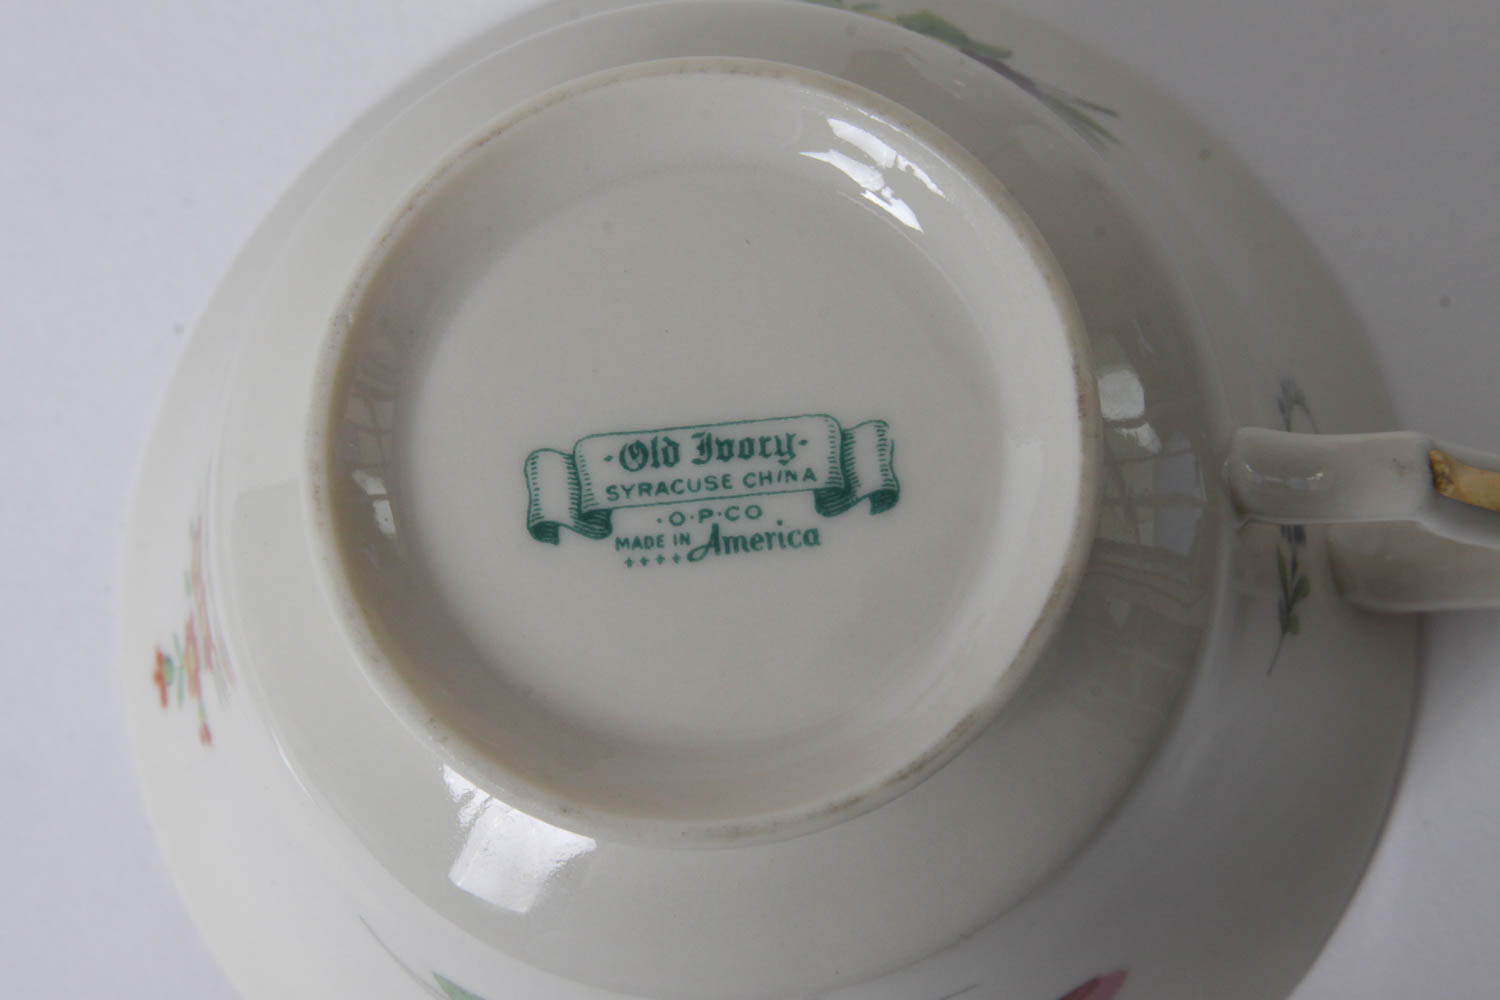 ·Old Ivory·
SYRACUSE CHINA
·O·P·CO
MADE IN America
++++